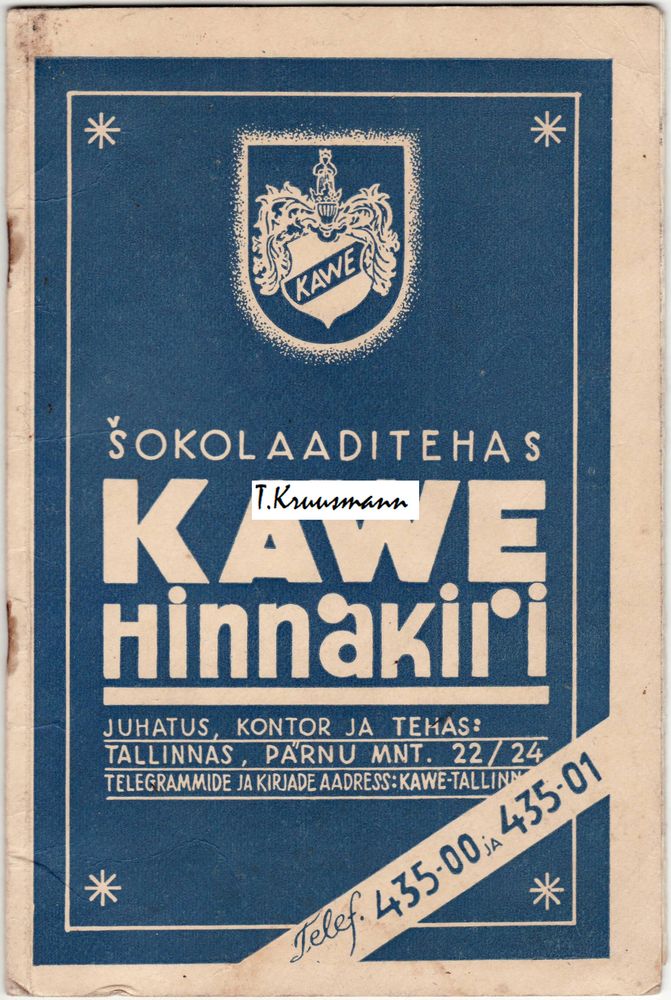 KAWE
ŠOKOLAADITEHAS
T.Kruusmann
KAWE
Hinnakiri
JUHATUS, KONTOR JA TEHAS:
TALLINNAS, PÄRNU MNT. 22/24
TELEGRAMMIDE JA KIRJADE AADRESS: KAWE-TALLINN
Telef. 435-00 JA 435-01